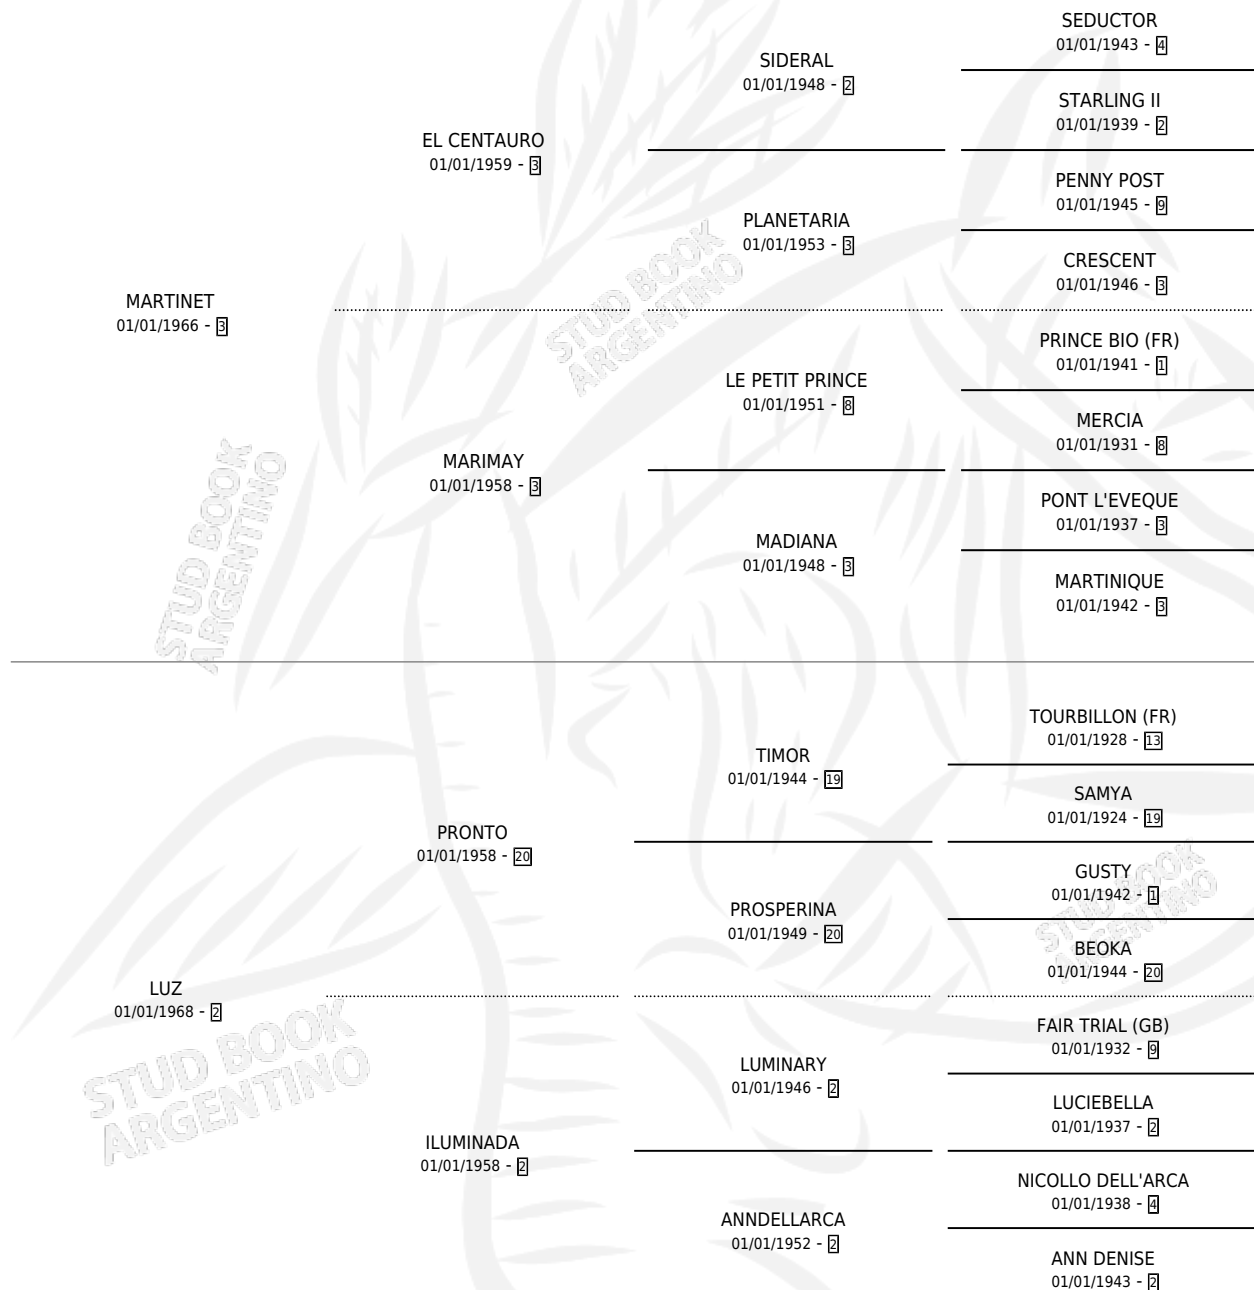 SEDUCTOR
01/01/1943 - 4
SIDERAL
01/01/1948 - 2
STARLING II
01/01/1939 - 2
EL CENTAURO
01/01/1959 - 3
PENNY POST
01/01/1945 - 9
PLANETARIA
01/01/1953 - 3
CRESCENT
01/01/1946 - 3
MARTINET
01/01/1966 - 3
PRINCE BIO (FR)
01/01/1941 - 1
LE PETIT PRINCE
01/01/1951 - 8
MERCIA
01/01/1931 - 8
MARIMAY
01/01/1958 - 3
PONT L'EVEQUE
01/01/1937 - 3
MADIANA
01/01/1948 - 3
MARTINIQUE
01/01/1942 - 3
STUD BOOK
ARGENTINO
STUD BOOK
ARGENTINO
TOURBILLON (FR)
01/01/1928 - 13
TIMOR
01/01/1944 - 19
SAMYA
01/01/1924 - 19
PRONTO
01/01/1958 - 20
GUSTY
01/01/1942 - 1
PROSPERINA
01/01/1949 - 20
BEOKA
01/01/1944 - 20
STUD BOOK
ARGENTINO
LUZ
01/01/1968 - 2
FAIR TRIAL (GB)
01/01/1932 - 9
LUMINARY
01/01/1946 - 2
LUCIEBELLA
01/01/1937 - 2
STUD BOOK
ARGENTINO
ILUMINADA
01/01/1958 - 2
NICOLLO DELL'ARCA
01/01/1938 - 4
ANNDELLARCA
01/01/1952 - 2
ANN DENISE
01/01/1943 - 2